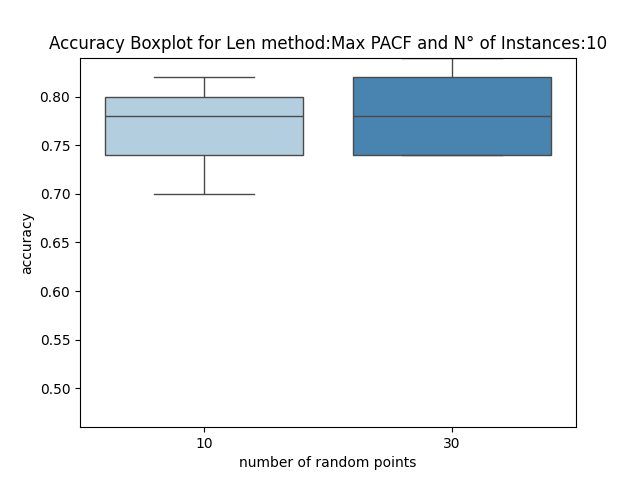 Accuracy Boxplot for Len method:Max PACF and N° of Instances:10
accuracy
0.80
0.75
0.70
0.65
0.60
0.55
0.50
10 30
number of random points